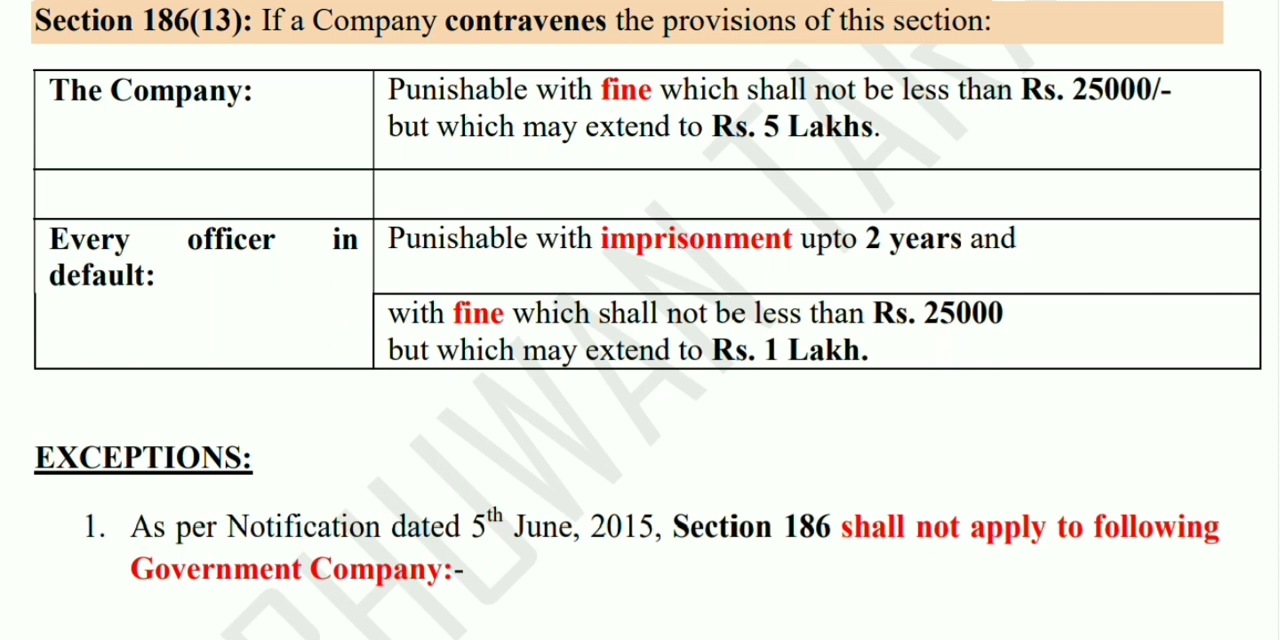 Section 186(13): If a Company contravenes the provisions of this section:
The Company:
Punishable with fine which shall not be less than Rs. 25000/-
but which may extend to Rs. 5 Lakhs.
Every officer in
default:
Punishable with imprisonment upto 2 years and
with fine which shall not be less than Rs. 25000
but which may extend to Rs. 1 Lakh.
EXCEPTIONS:
1. As per Notification dated 5th June, 2015, Section 186 shall not apply to following
Government Company:-